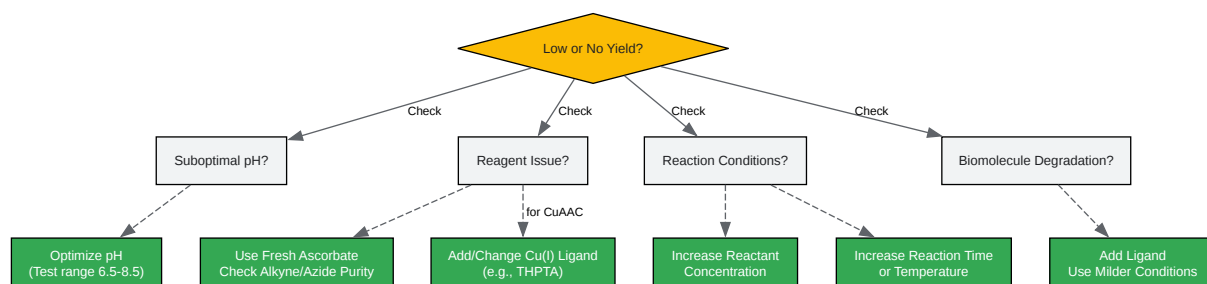 Low or No Yield?
Check
Check
Check
Check
Suboptimal pH?
Reagent Issue?
Reaction Conditions?
Biomolecule Degradation?
for CuAAC
Optimize pH
(Test range 6.5-8.5)
Use Fresh Ascorbate
Check Alkyne/Azide Purity
Add/Change Cu(I) Ligand
(e.g., THPTA)
Increase Reactant
Concentration
Increase Reaction Time
or Temperature
Add Ligand
Use Milder Conditions